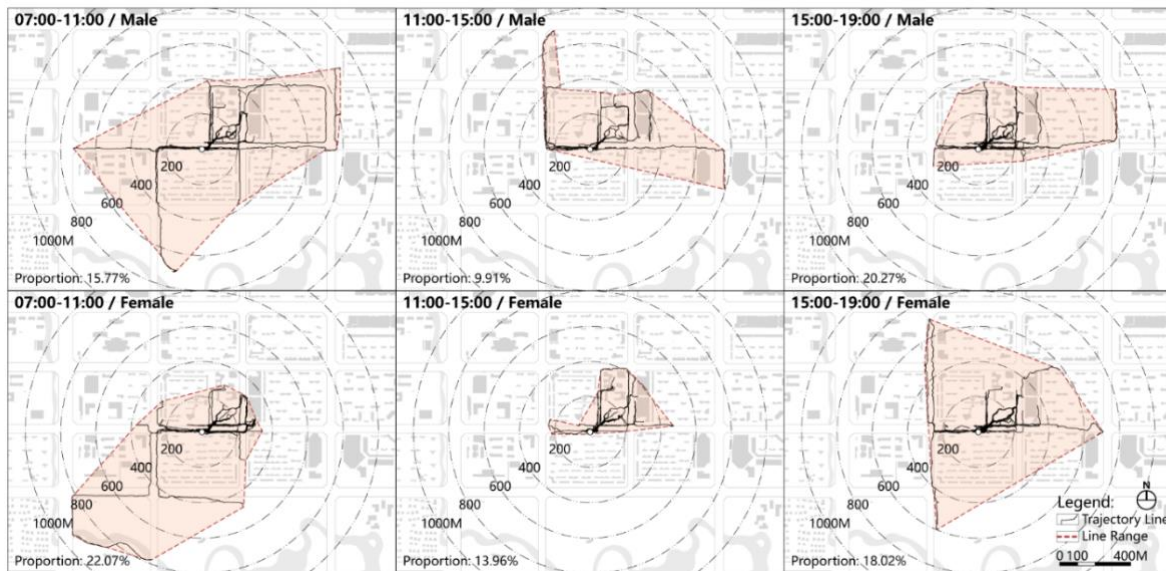 07:00-11:00 / Male
200
400
600
800
1000M
Proportion: 15.77%
11:00-15:00 / Male
200
400
600
800
1000M
Proportion: 9.91%
15:00-19:00 / Male
200
400
600
800
1000M
Proportion: 20.27%
07:00-11:00 / Female
200
400
600
800
1000M
Proportion: 22.07%
11:00-15:00 / Female
200
400
600
800
1000M
Proportion: 13.96%
15:00-19:00 / Female
200
400
600
800
1000M
Proportion: 18.02%
N
Legend:
Trajectory Line
Line Range
0 100 400M